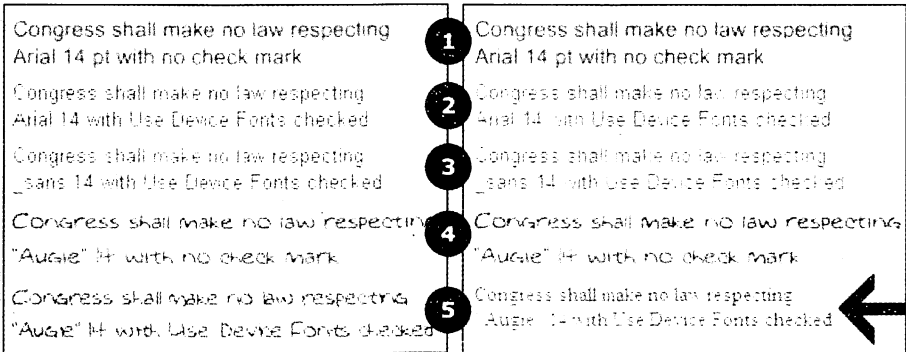 Congress shall make no law respecting
Arial 14 pt with no check mark
Congress shall make no law respecting
Arial 14 with Use Device Fonts checked
Congress shall make no law respecting
_sans 14 with Use Device Fonts checked
Congress shall make no law respecting
"Augie" 14 with no check mark
Congress shall make no law respecting
"Augie" 14 with Use Device Fonts checked
1
2
3
4
5
Congress shall make no law respecting
Arial 14 pt with no check mark
Congress shall make no law respecting
Arial 14 with Use Device Fonts checked
Congress shall make no law respecting
_sans 14 with Use Device Fonts checked
Congress shall make no law respecting
"Augie" 14 with no check mark
Congress shall make no law respecting
Augie 14 with Use Device Fonts checked